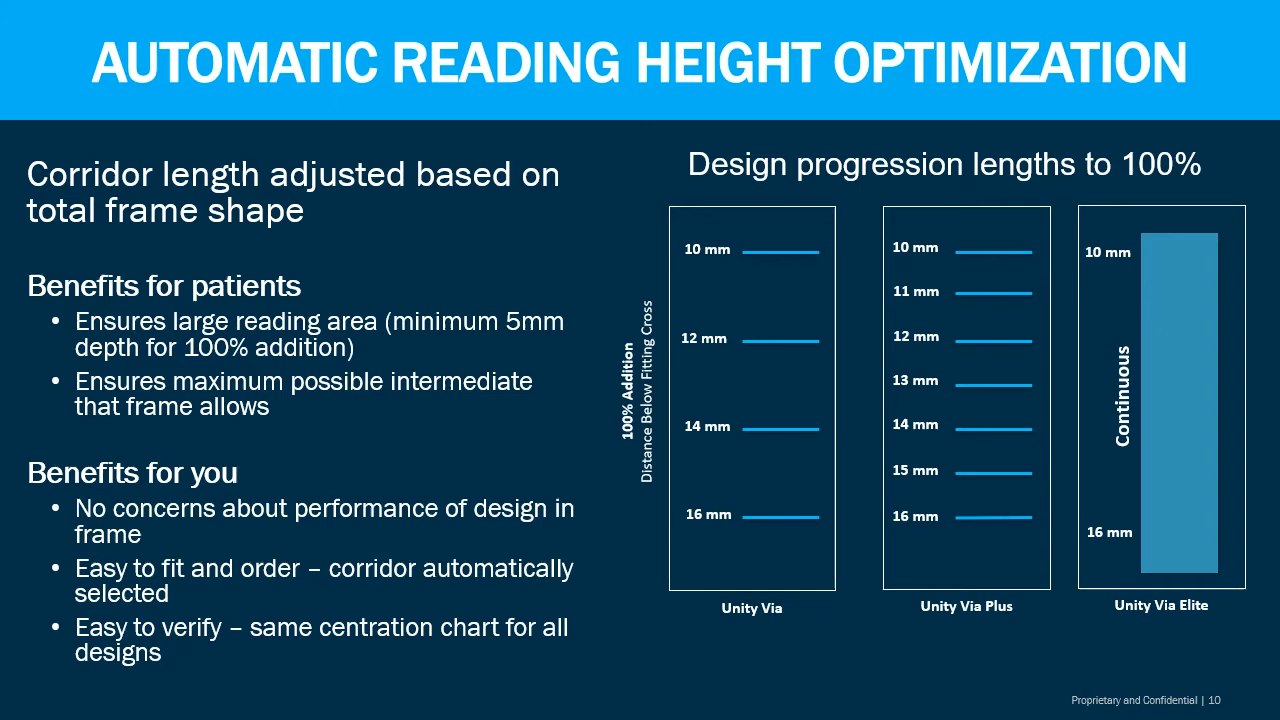 AUTOMATIC READING HEIGHT OPTIMIZATION
Corridor length adjusted based on
total frame shape
Benefits for patients
• Ensures large reading area (minimum 5mm
depth for 100% addition)
• Ensures maximum possible intermediate
that frame allows
Benefits for you
• No concerns about performance of design in
frame
• Easy to fit and order – corridor automatically
selected
• Easy to verify – same centration chart for all
designs
Design progression lengths to 100%
100% Addition
Distance Below Fitting Cross
10 mm
12 mm
14 mm
16 mm
Unity Via
10 mm
11 mm
12 mm
13 mm
14 mm
15 mm
16 mm
Unity Via Plus
10 mm
Continuous
16 mm
Unity Via Elite
Proprietary and Confidential | 10